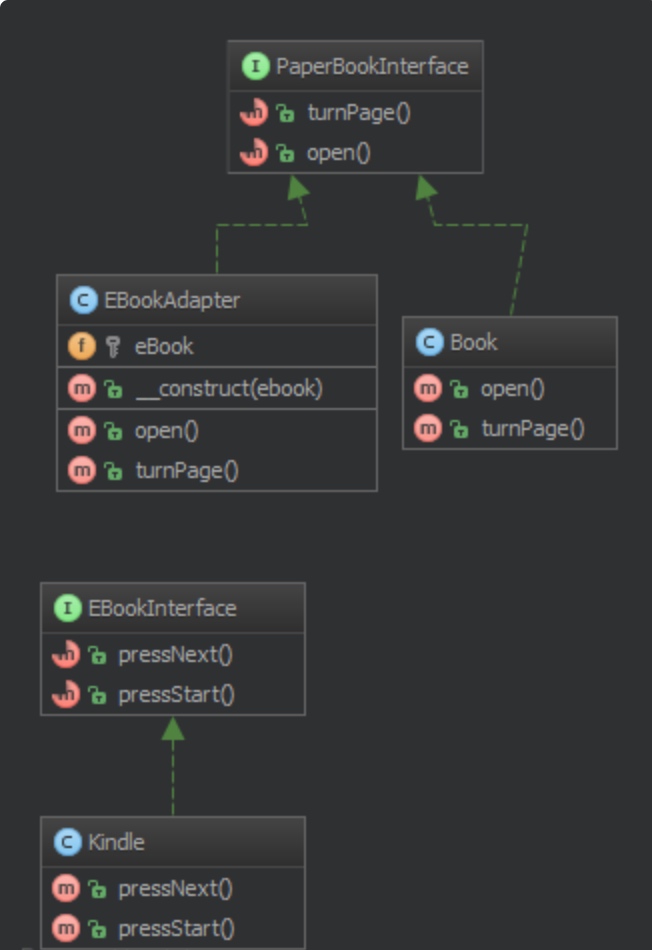 I PaperBookInterface
m turnPage()
m open()
C EBookAdapter
f eBook
m __construct(ebook)
m open()
m turnPage()
C Book
m open()
m turnPage()
I EBookInterface
m pressNext()
m pressStart()
C Kindle
m pressNext()
m pressStart()